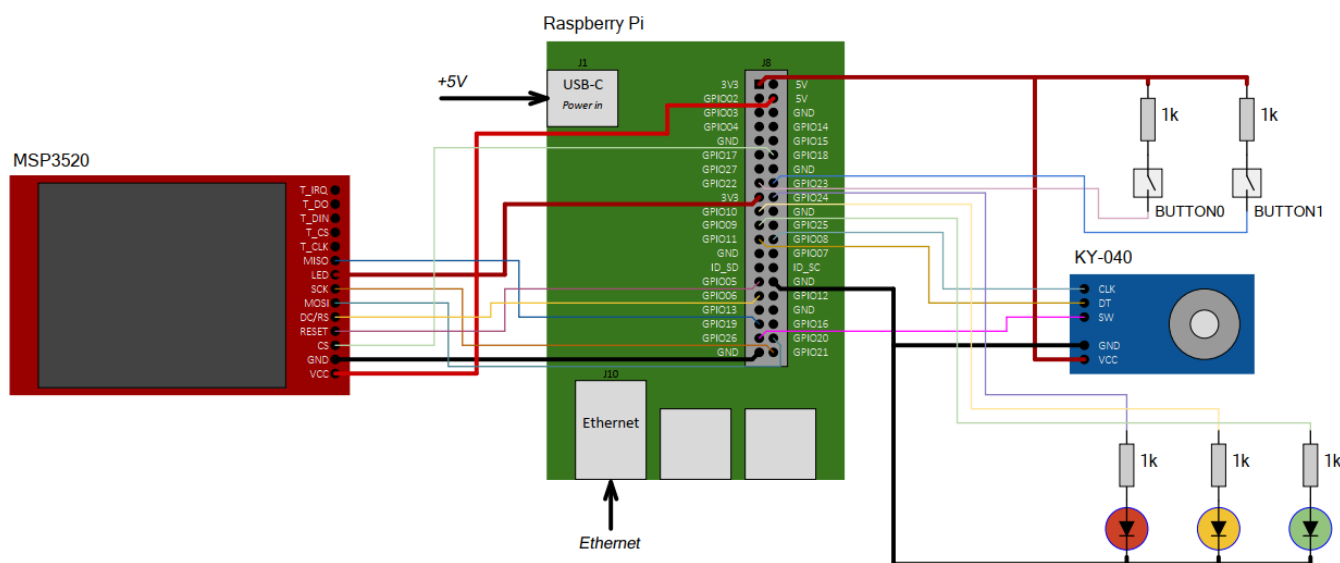 Raspberry Pi
J1
USB-C
Power in
+5V
J8
3V3 5V
GPIO02 5V
GPIO03 GND
GPIO04 GPIO14
GND GPIO15
GPIO17 GPIO18
GPIO27 GND
GPIO22 GPIO23
3V3 GPIO24
GPIO10 GND
GPIO09 GPIO25
GPIO11 GPIO08
GND GPIO07
ID_SD ID_SC
GPIO05 GND
GPIO06 GPIO12
GPIO13 GND
GPIO19 GPIO16
GPIO26 GPIO20
GND GPIO21
J10
Ethernet
Ethernet
MSP3520
T_IRQ
T_DO
T_DIN
T_CS
T_CLK
MISO
LED
SCK
MOSI
DC/RS
RESET
CS
GND
VCC
1k 1k
BUTTON0 BUTTON1
KY-040
CLK
DT
SW
GND
VCC
1k 1k 1k